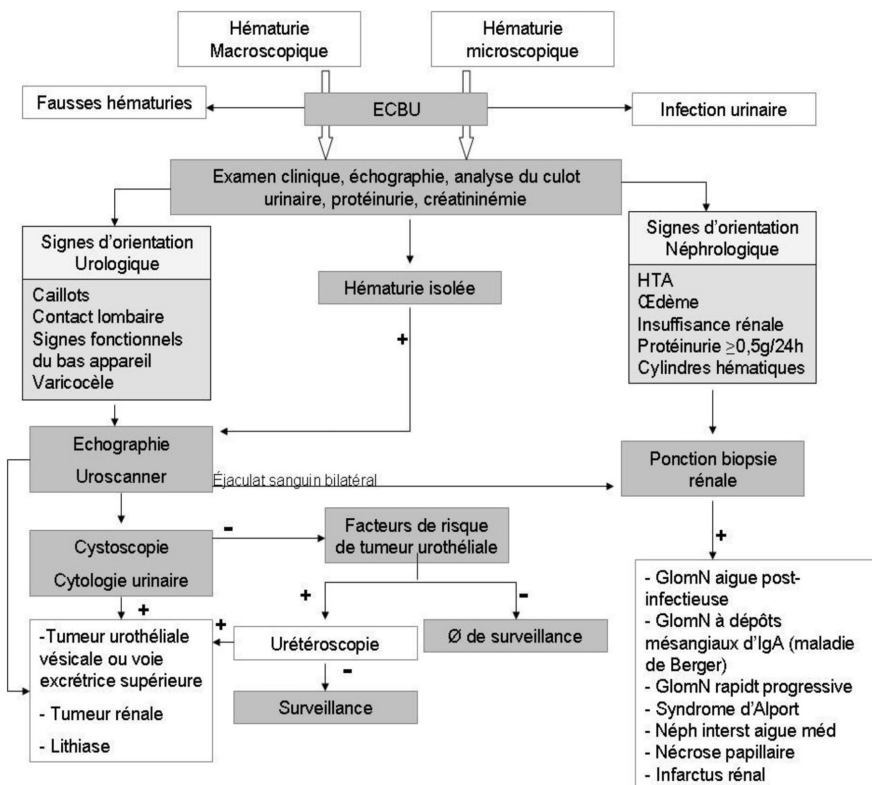 Hématurie
Macroscopique
Hématurie
microscopique
Fausses hématuries
ECBU
Infection urinaire
Examen clinique, échographie, analyse du culot
urinaire, protéinurie, créatininémie
Signes d'orientation
Urologique
Caillots
Contact lombaire
Signes fonctionnels
du bas appareil
Varicocèle
Hématurie isolée
+
Signes d'orientation
Néphrologique
HTA
Œdème
Insuffisance rénale
Protéinurie ≥0,5g/24h
Cylindres hématiques
Echographie
Uroscanner
Éjaculat sanguin bilatéral
Ponction biopsie
rénale
+
Cystoscopie
Cytologie urinaire
-
Facteurs de risque
de tumeur urothéliale
+
-
+
+
-Tumeur urothéliale
vésicale ou voie
excrétrice supérieure
- Tumeur rénale
- Lithiase
Urétéroscopie
-
Surveillance
Ø de surveillance
- GlomN aigue post-
infectieuse
- GlomN à dépôts
mésangiaux d'IgA (maladie
de Berger)
- GlomN rapidt progressive
- Syndrome d'Alport
- Néph interst aigue méd
- Nécrose papillaire
- Infarctus rénal